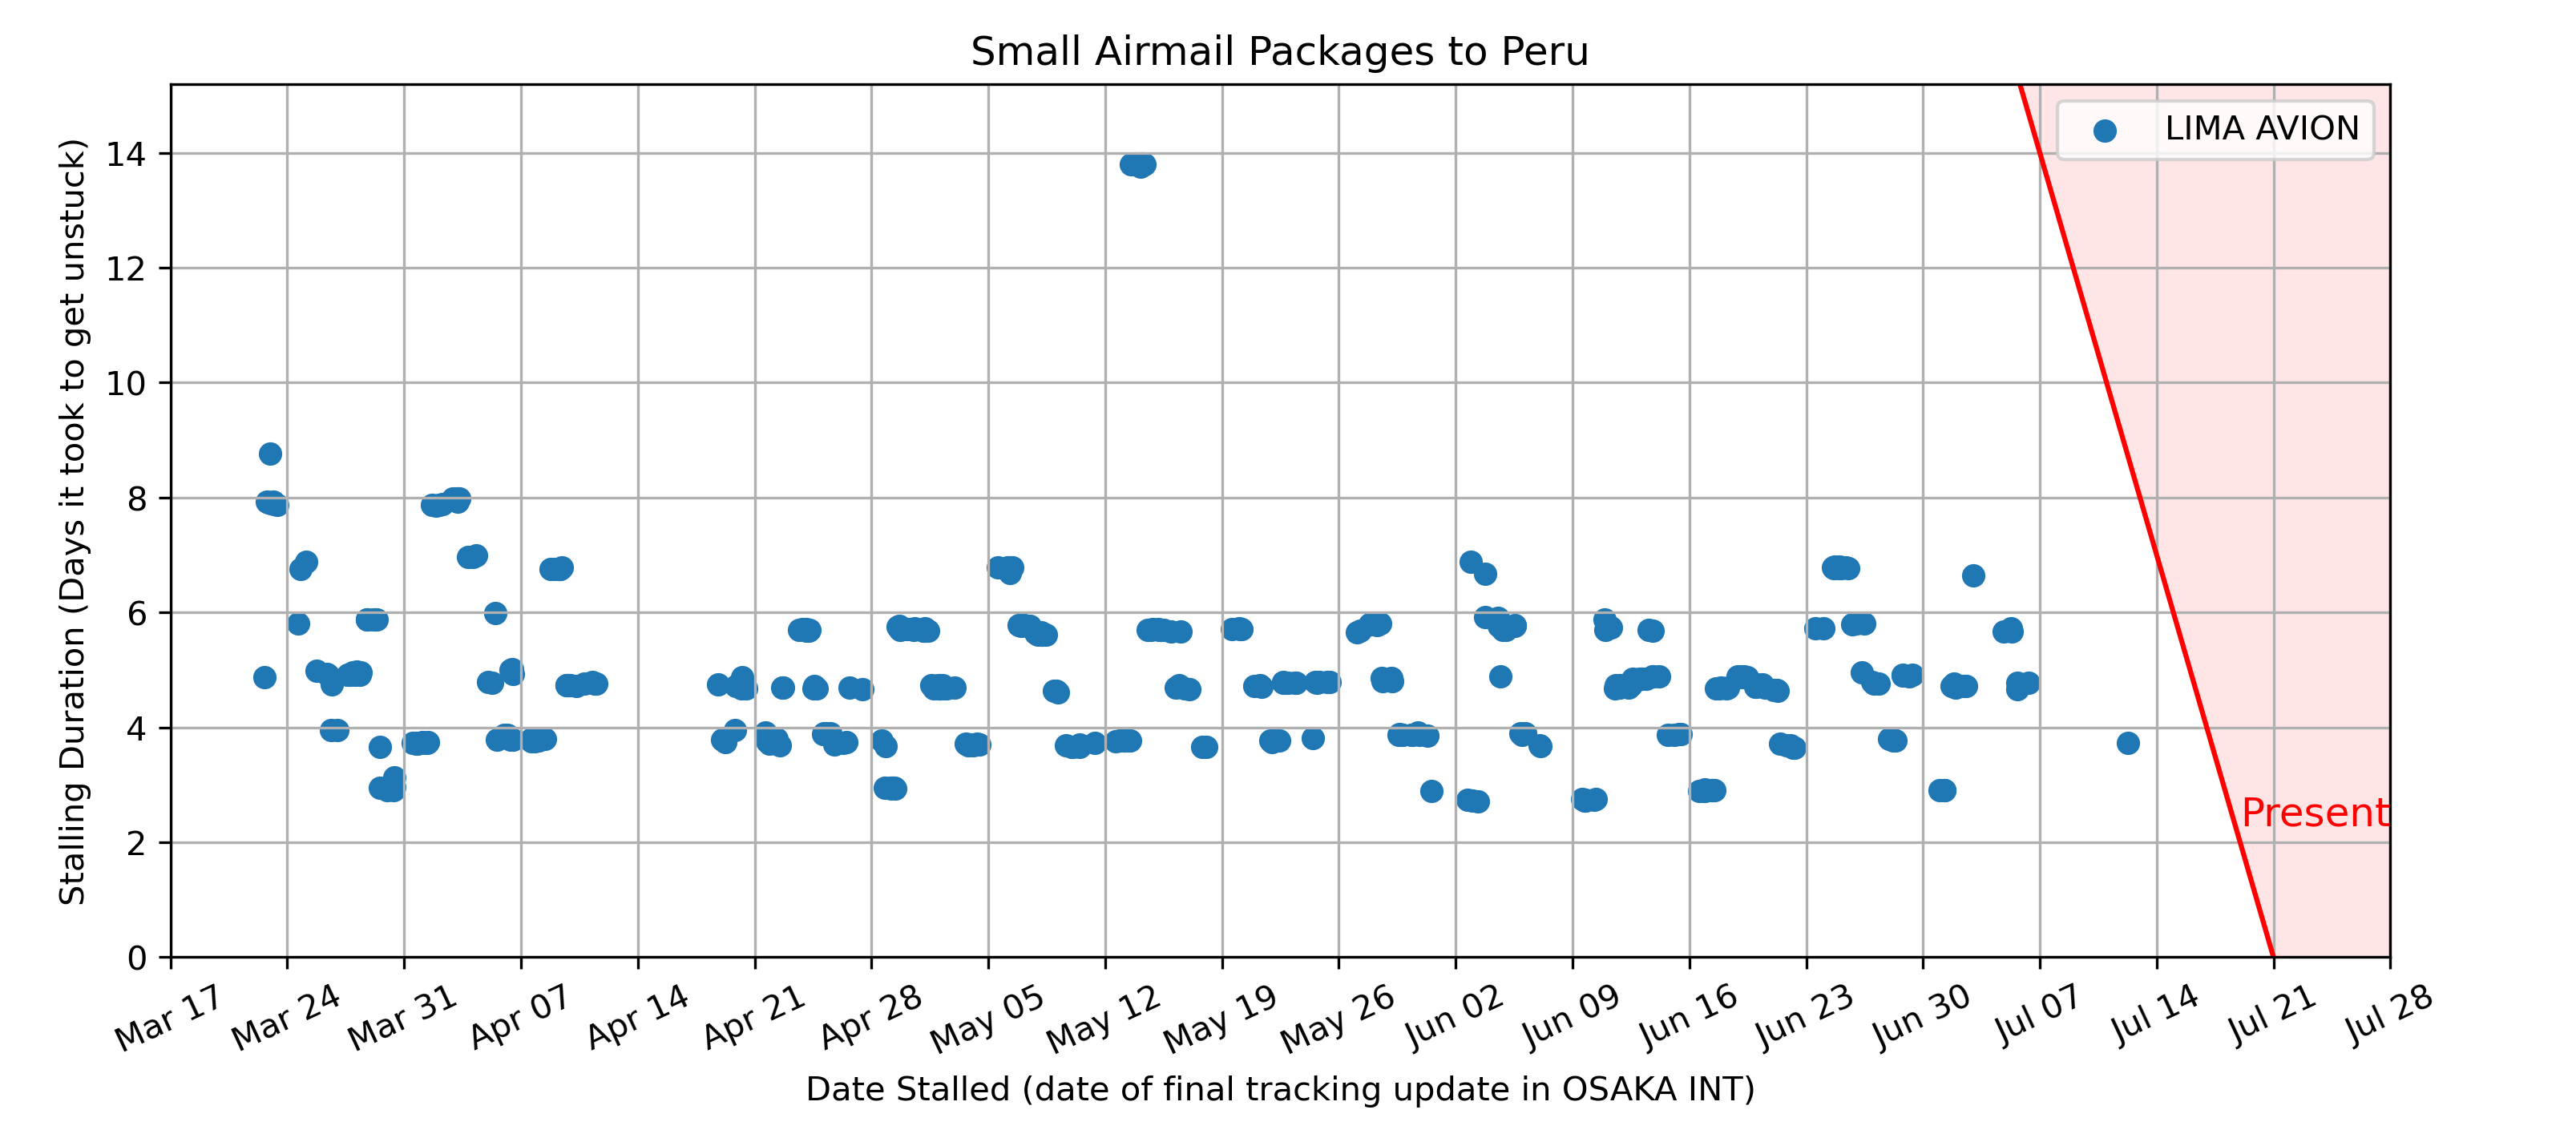 Small Airmail Packages to Peru
LIMA AVION
Stalling Duration (Days it took to get unstuck)
14
12
10
8
6
4
2
0
Present
Mar 17
Mar 24
Mar 31
Apr 07
Apr 14
Apr 21
Apr 28
May 05
May 12
May 19
May 26
Jun 02
Jun 09
Jun 16
Jun 23
Jun 30
Jul 07
Jul 14
Jul 21
Jul 28
Date Stalled (date of final tracking update in OSAKA INT)